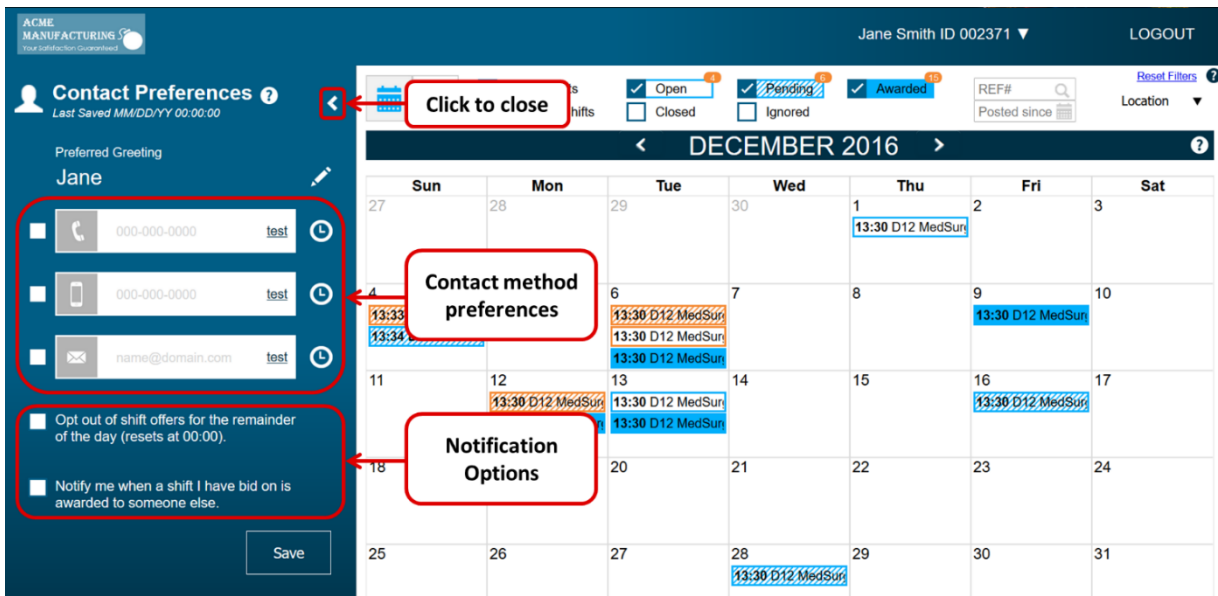 ACME
MANUFACTURING
Your Satisfaction Guaranteed
Jane Smith ID 002371 ▼
LOGOUT
Contact Preferences ?
Last Saved MM/DD/YY 00:00:00
Click to close
Open
4
Pending
6
Awarded
15
Closed
Ignored
REF#
Posted since
Reset Filters ?
Location ▼
Preferred Greeting
Jane
000-000-0000 test
000-000-0000 test
name@domain.com test
Contact method
preferences
Opt out of shift offers for the remainder
of the day (resets at 00:00).
Notify me when a shift I have bid on is
awarded to someone else.
Notification
Options
Save
< DECEMBER 2016 > ?
Sun Mon Tue Wed Thu Fri Sat
27 28 29 30 1 2 3
13:30 D12 MedSurg
4 6 7 8 9 10
13:33 13:30 D12 MedSurg 13:30 D12 MedSurg
13:34 13:30 D12 MedSurg
13:30 D12 MedSurg
11 12 13 14 15 16 17
13:30 D12 MedSurg 13:30 D12 MedSurg 13:30 D12 MedSurg
13:30 D12 MedSurg
18 20 21 22 23 24
25 26 27 28 29 30 31
13:30 D12 MedSurg